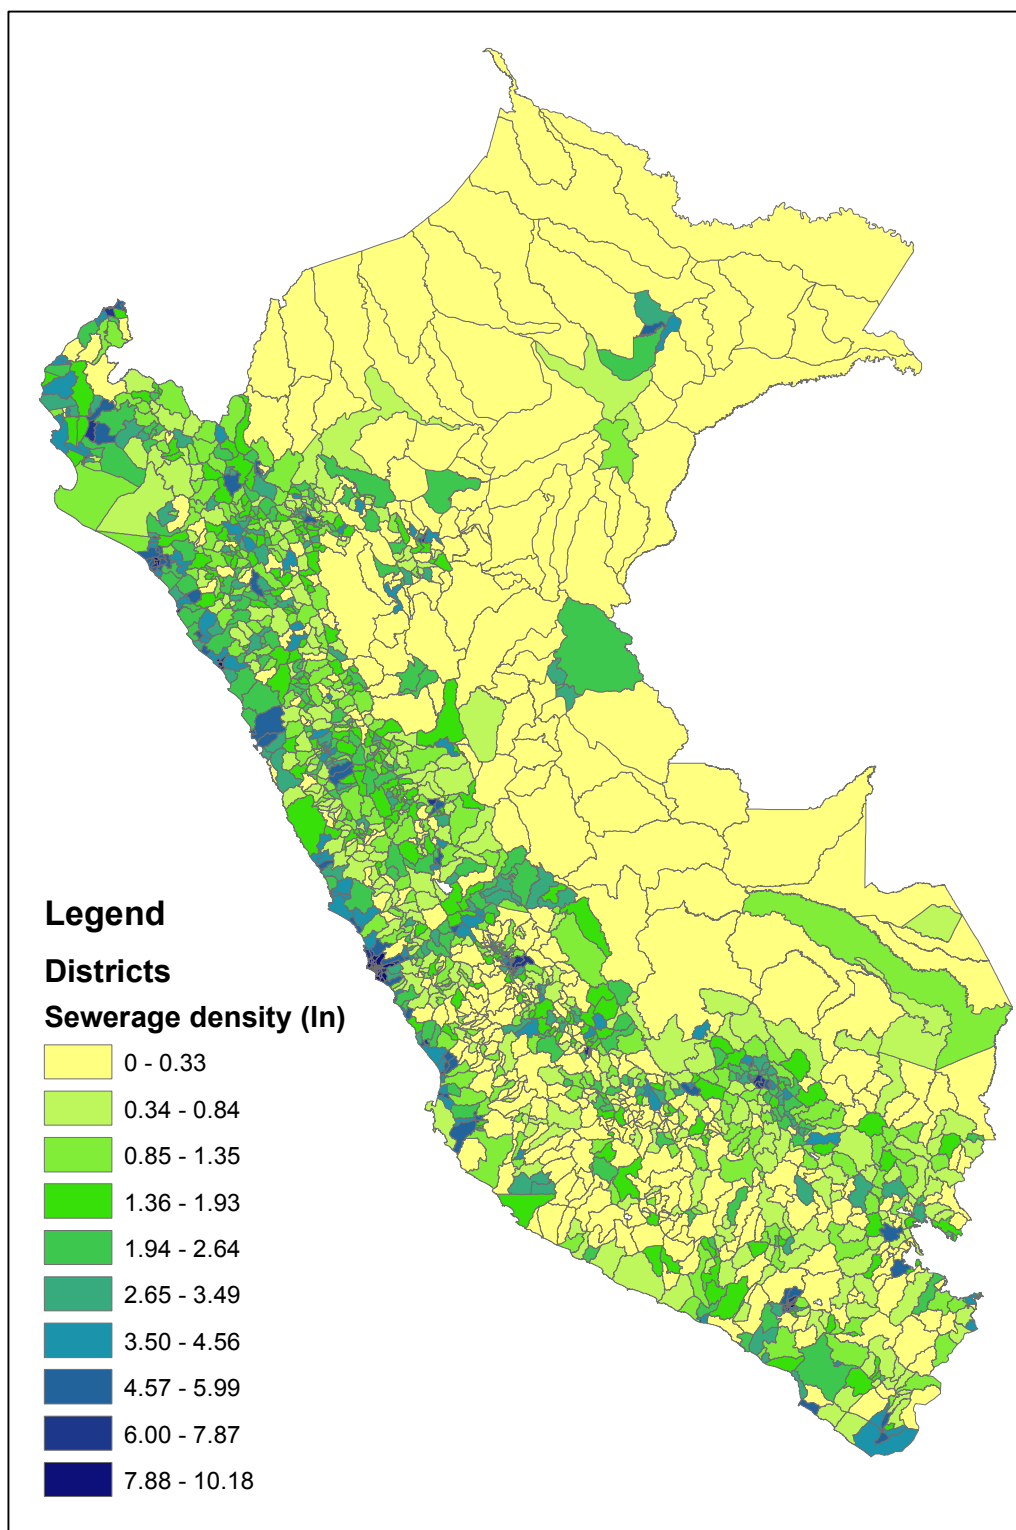 Legend
Districts
Sewerage density (ln)
0 - 0.33
0.34 - 0.84
0.85 - 1.35
1.36 - 1.93
1.94 - 2.64
2.65 - 3.49
3.50 - 4.56
4.57 - 5.99
6.00 - 7.87
7.88 - 10.18